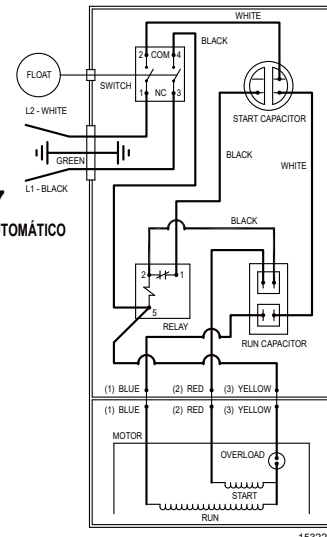 WHITE
2 COM 4
BLACK
FLOAT
SWITCH
1 NC 3
L2 - WHITE
START CAPACITOR
GREEN
BLACK
WHITE
L1 - BLACK
BLACK
2 1
5
RELAY
RUN CAPACITOR
(1) BLUE (2) RED (3) YELLOW
(1) BLUE (2) RED (3) YELLOW
MOTOR
OVERLOAD
START
RUN